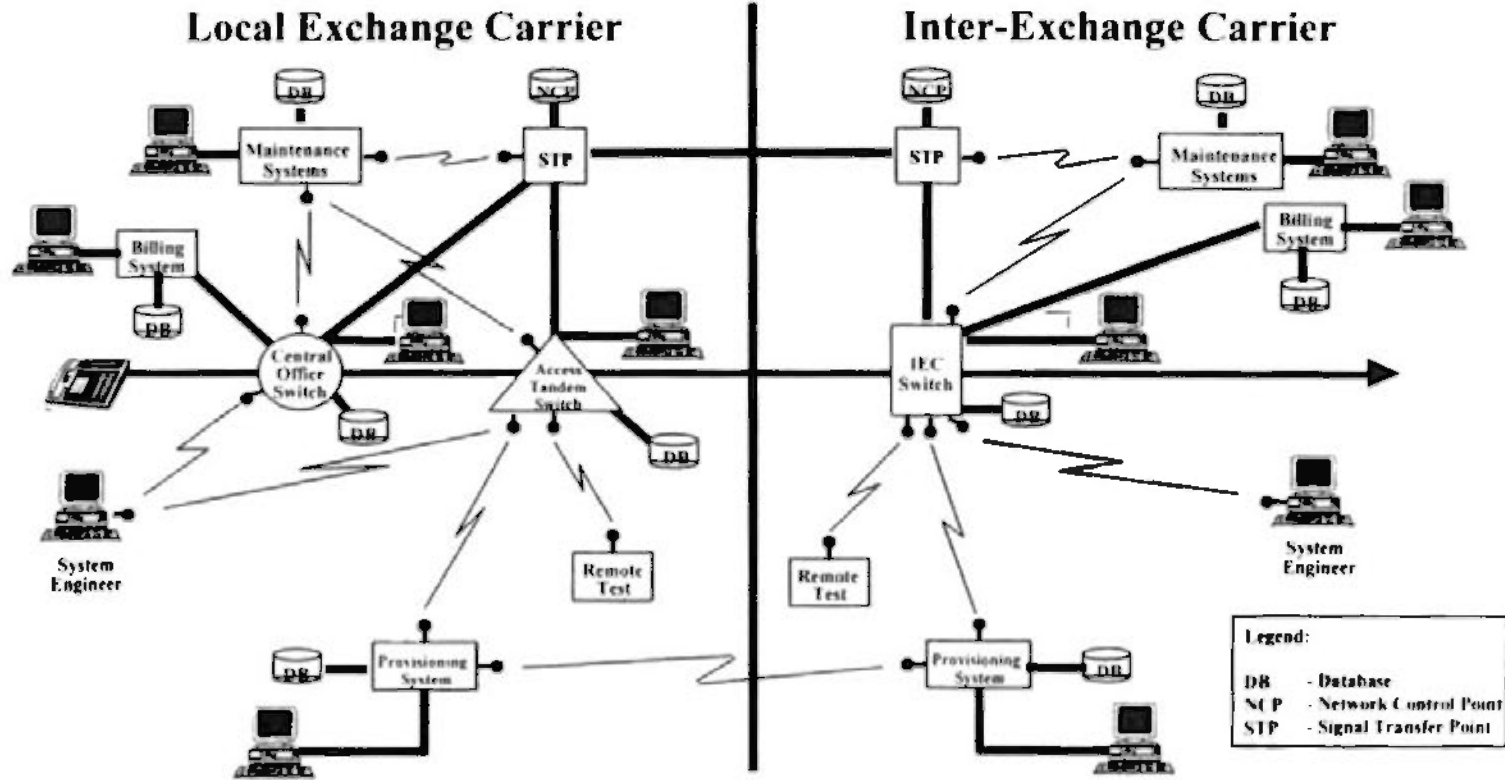 Local Exchange Carrier
Inter-Exchange Carrier
DB
NCP
NCP
DB
Maintenance
Systems
STP
STP
Maintenance
Systems
Billing
System
Billing
System
DB
DB
Central
Office
Switch
Access
Tandem
Switch
IEC
Switch
DB
DB
DB
System
Engineer
Remote
Test
Remote
Test
System
Engineer
DB
Provisioning
System
Provisioning
System
DB
Legend:
DB - Database
NCP - Network Control Point
STP - Signal Transfer Point